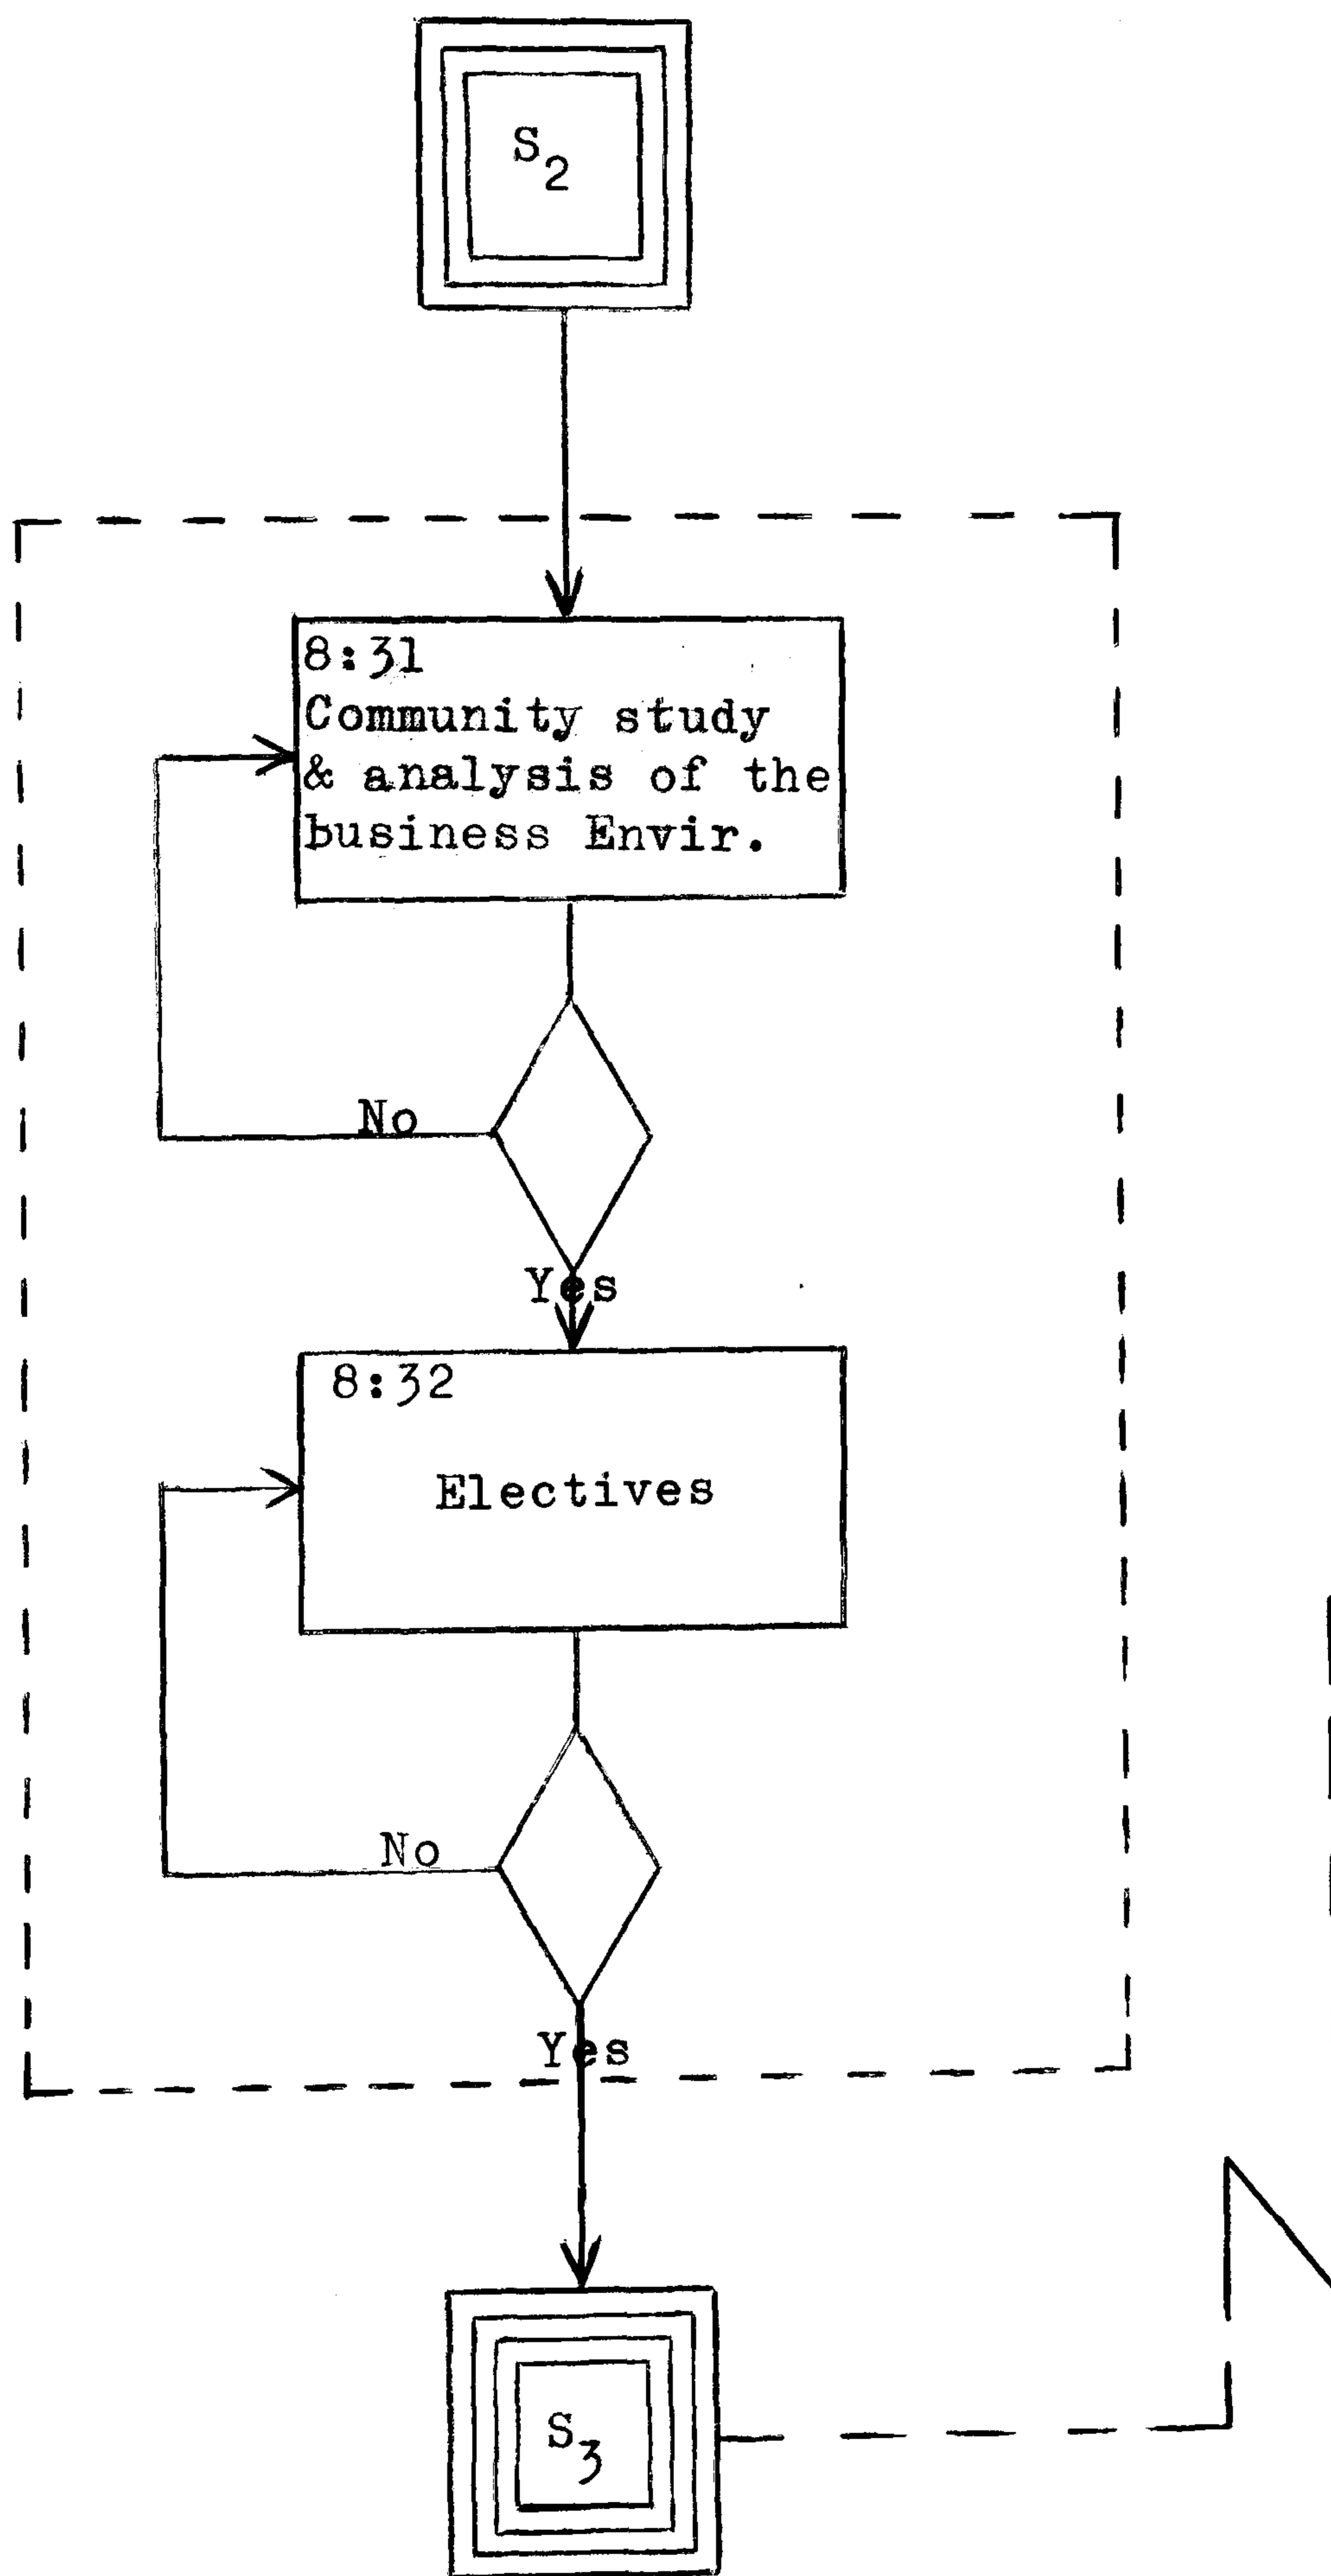 S2
8:31
Community study
& analysis of the
business Envir.
No
Yes
8:32
Electives
No
Yes
S3